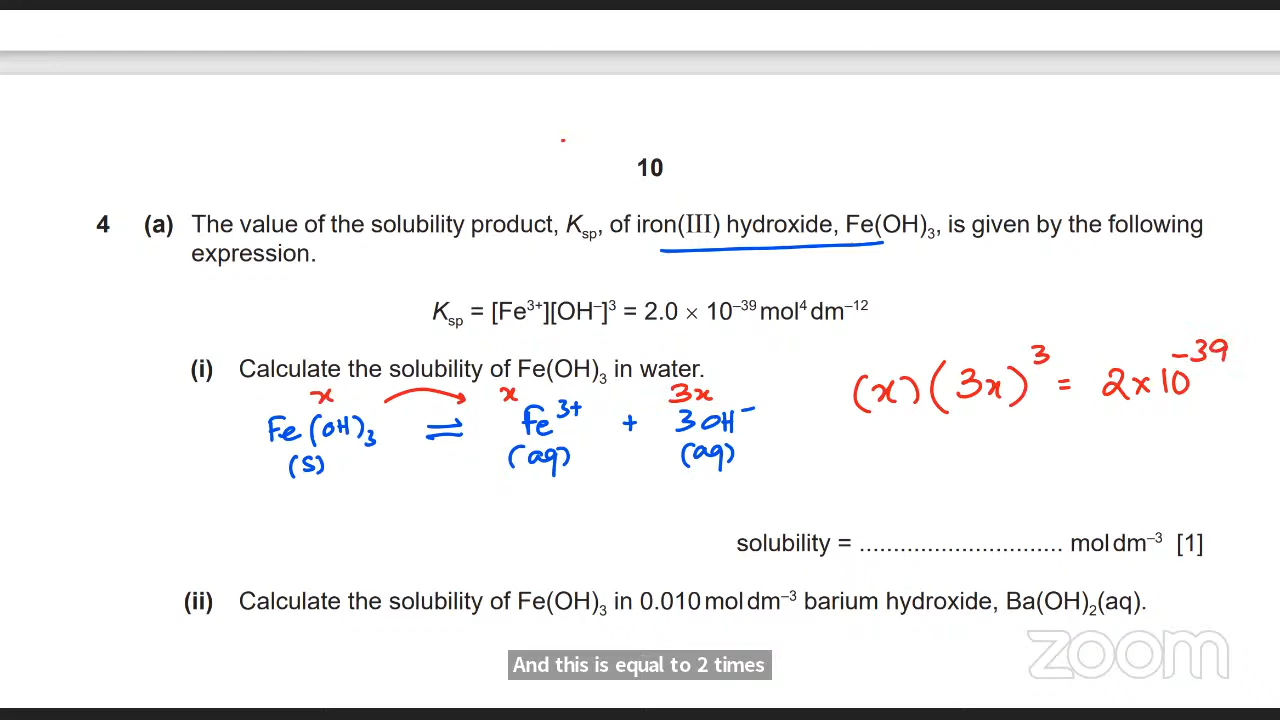 10
4 (a) The value of the solubility product, Ksp, of iron(III) hydroxide, Fe(OH)3, is given by the following
expression.
Ksp = [Fe3+][OH–]3 = 2.0 × 10–39 mol4 dm–12
(i) Calculate the solubility of Fe(OH)3 in water.
(x)(3x)3 = 2×10–39
x x 3x
Fe(OH)3 ⇌ Fe3+ + 3OH–
(s) (aq) (aq)
solubility = .............................. mol dm–3 [1]
(ii) Calculate the solubility of Fe(OH)3 in 0.010 mol dm–3 barium hydroxide, Ba(OH)2(aq).
zoom
And this is equal to 2 times